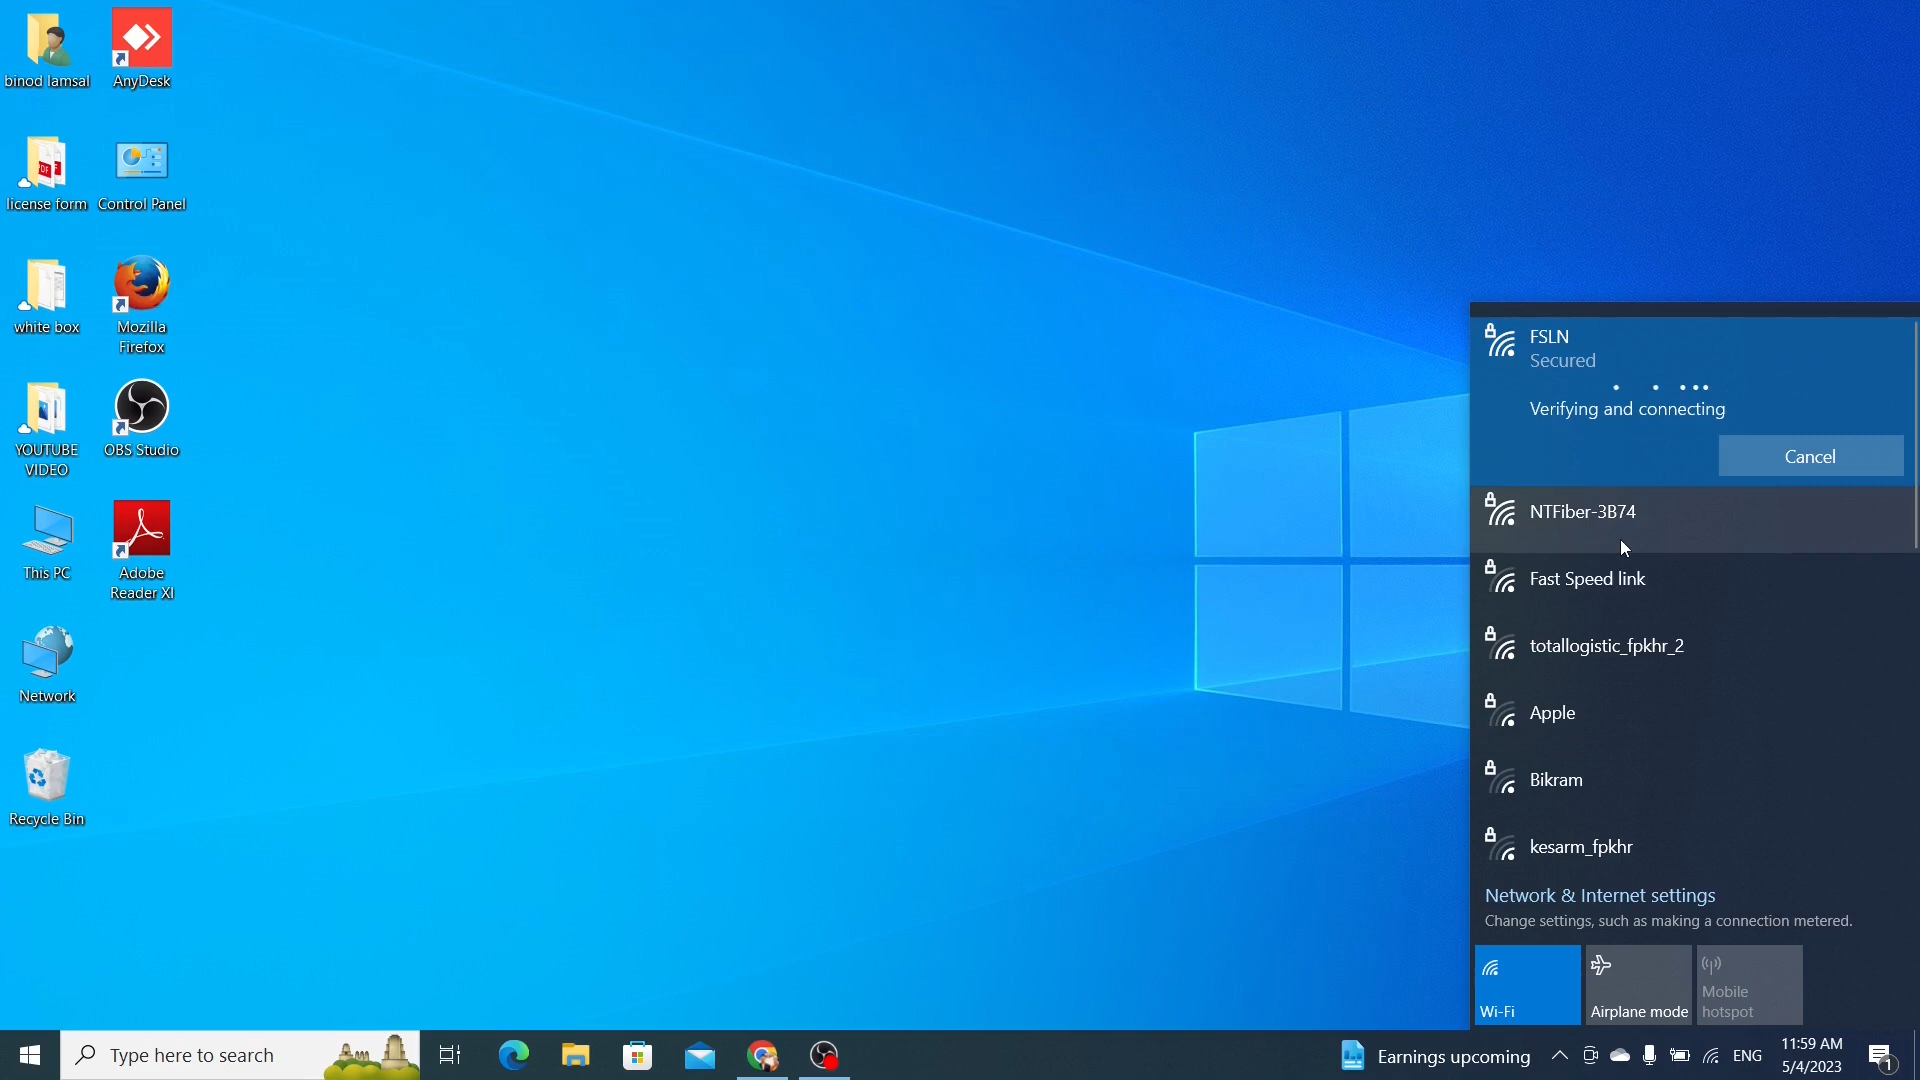 binod lamsal
AnyDesk
license form
Control Panel
white box
Mozilla
Firefox
YOUTUBE
VIDEO
OBS Studio
This PC
Adobe
Reader XI
Network
Recycle Bin
FSLN
Secured
Verifying and connecting
Cancel
NTFiber-3B74
Fast Speed link
totallogistic_fpkhr_2
Apple
Bikram
kesarm_fpkhr
Network & Internet settings
Change settings, such as making a connection metered.
Wi-Fi
Airplane mode
Mobile
hotspot
Type here to search
Earnings upcoming
ENG
11:59 AM
5/4/2023
1